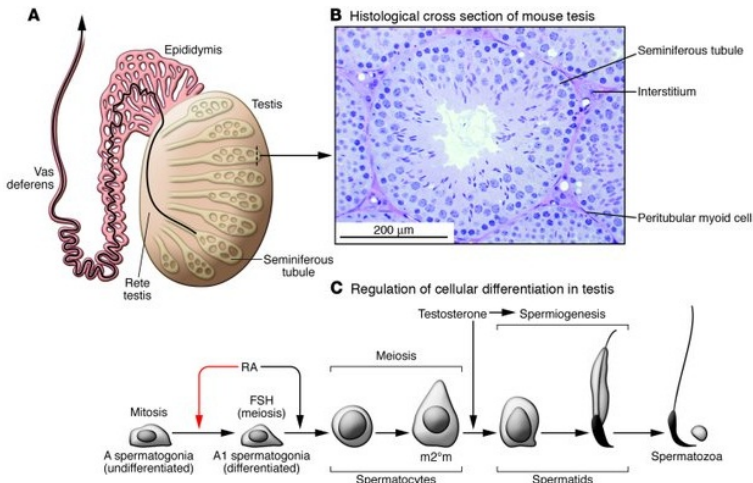 A
Epididymis
Testis
Vas
deferens
Rete
testis
Seminiferous
tubule
B Histological cross section of mouse tesis
Seminiferous tubule
Interstitium
Peritubular myoid cell
200 μm
C Regulation of cellular differentiation in testis
Testosterone
Spermiogenesis
RA
Meiosis
Mitosis
FSH
(meiosis)
A spermatogonia
(undifferentiated)
A1 spermatogonia
(differentiated)
m2°m
Spermatozoa
Spermatocytes
Spermatids